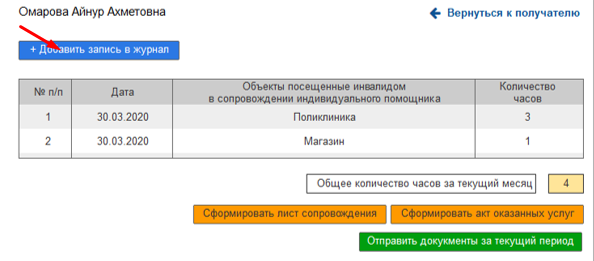 Омарова Айнур Ахметовна
Вернуться к получателю
+ Добавить запись в журнал
№ п/п Дата Объекты посещенные инвалидом в сопровождении индивидуального помощника Количество часов
1 30.03.2020 Поликлиника 3
2 30.03.2020 Магазин 1
Общее количество часов за текущий месяц 4
Сформировать лист сопровождения Сформировать акт оказанных услуг
Отправить докукменты за текущий период